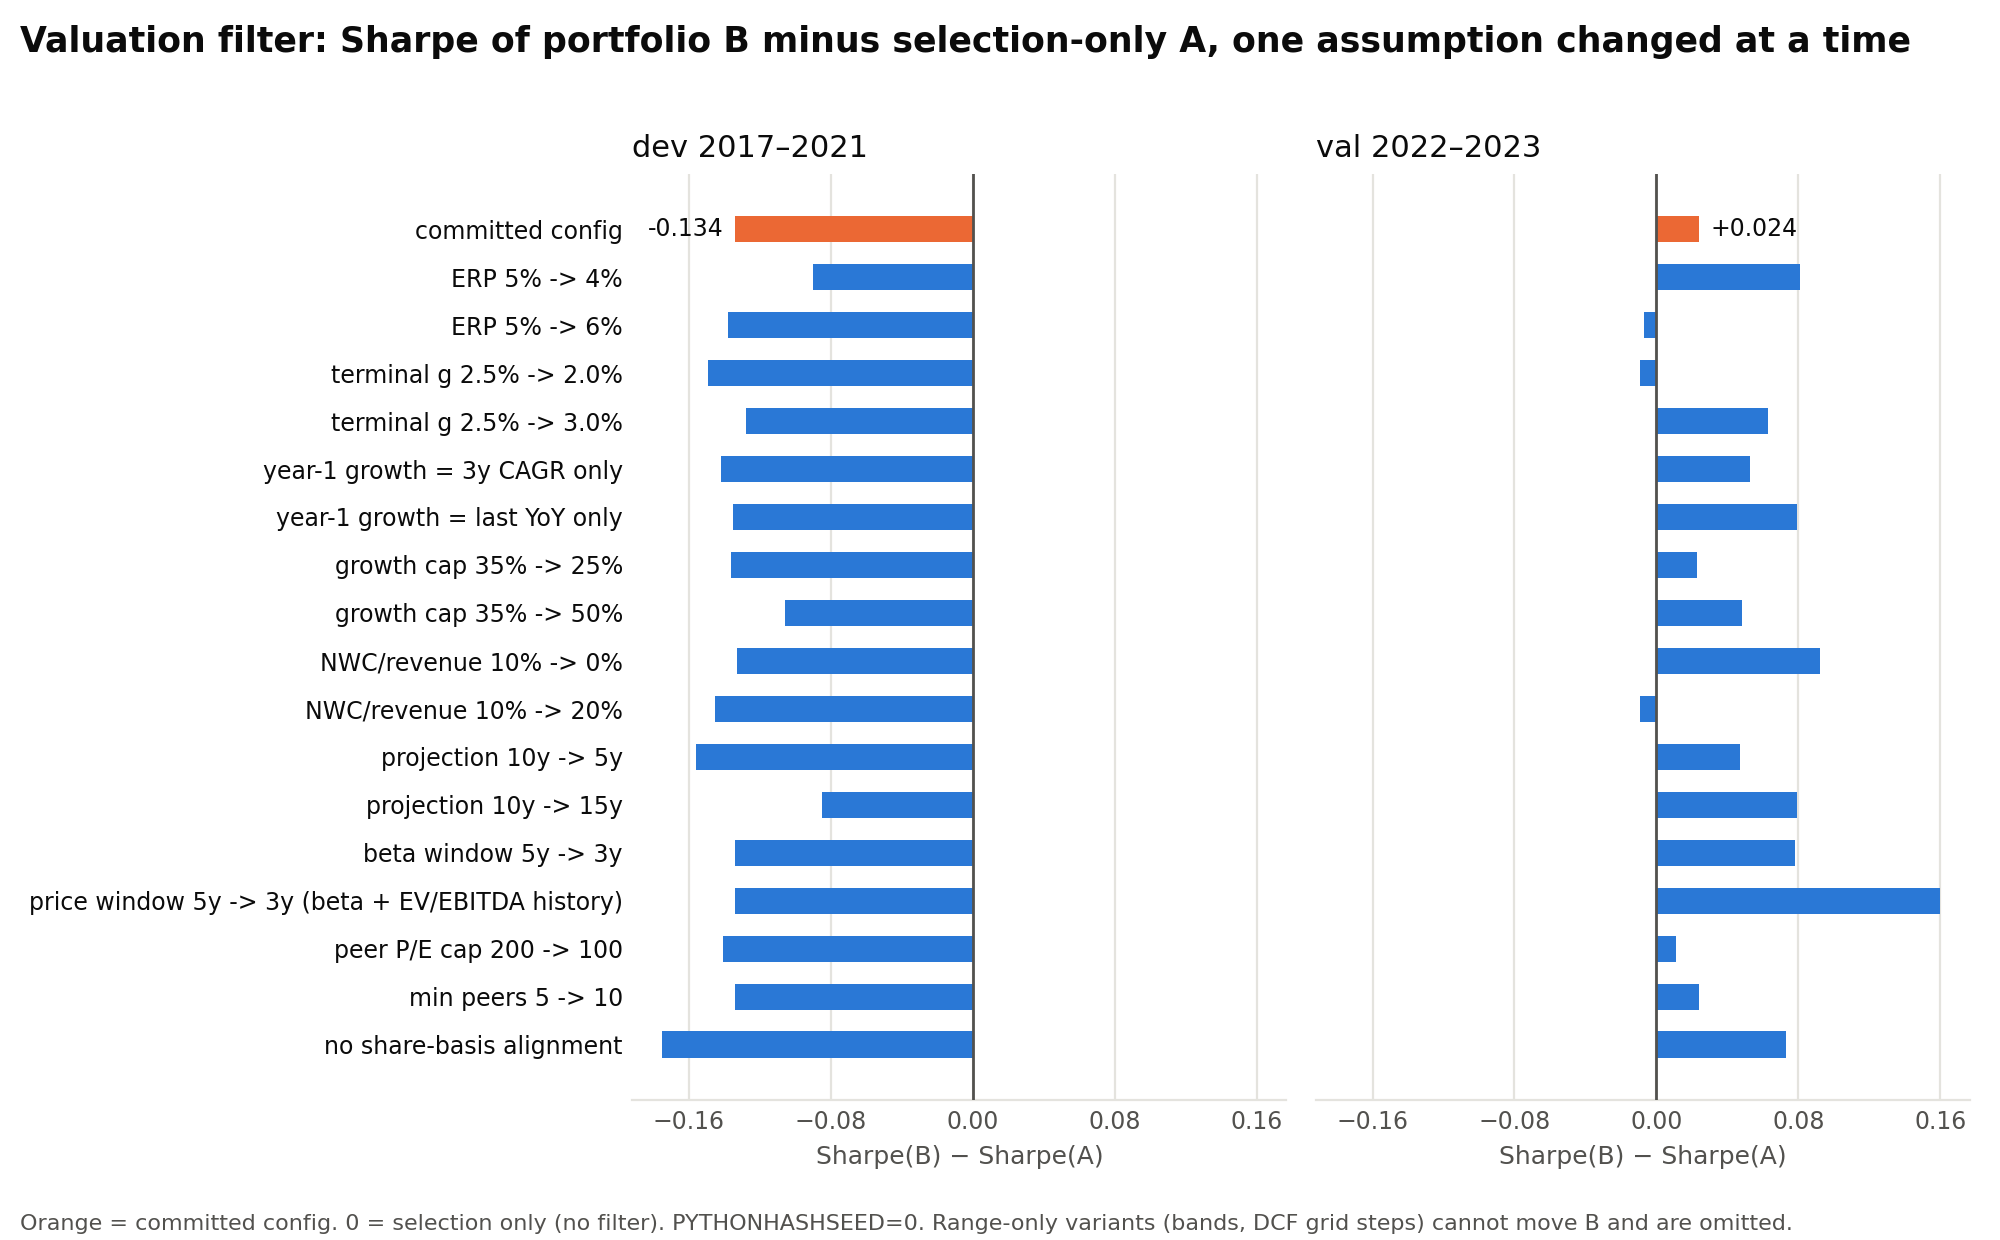 Valuation filter: Sharpe of portfolio B minus selection-only A, one assumption changed at a time
dev 2017–2021
val 2022–2023
committed config
-0.134
+0.024
ERP 5% -> 4%
ERP 5% -> 6%
terminal g 2.5% -> 2.0%
terminal g 2.5% -> 3.0%
year-1 growth = 3y CAGR only
year-1 growth = last YoY only
growth cap 35% -> 25%
growth cap 35% -> 50%
NWC/revenue 10% -> 0%
NWC/revenue 10% -> 20%
projection 10y -> 5y
projection 10y -> 15y
beta window 5y -> 3y
price window 5y -> 3y (beta + EV/EBITDA history)
peer P/E cap 200 -> 100
min peers 5 -> 10
no share-basis alignment
−0.16 −0.08 0.00 0.08 0.16
−0.16 −0.08 0.00 0.08 0.16
Sharpe(B) − Sharpe(A)
Sharpe(B) − Sharpe(A)
Orange = committed config. 0 = selection only (no filter). PYTHONHASHSEED=0. Range-only variants (bands, DCF grid steps) cannot move B and are omitted.